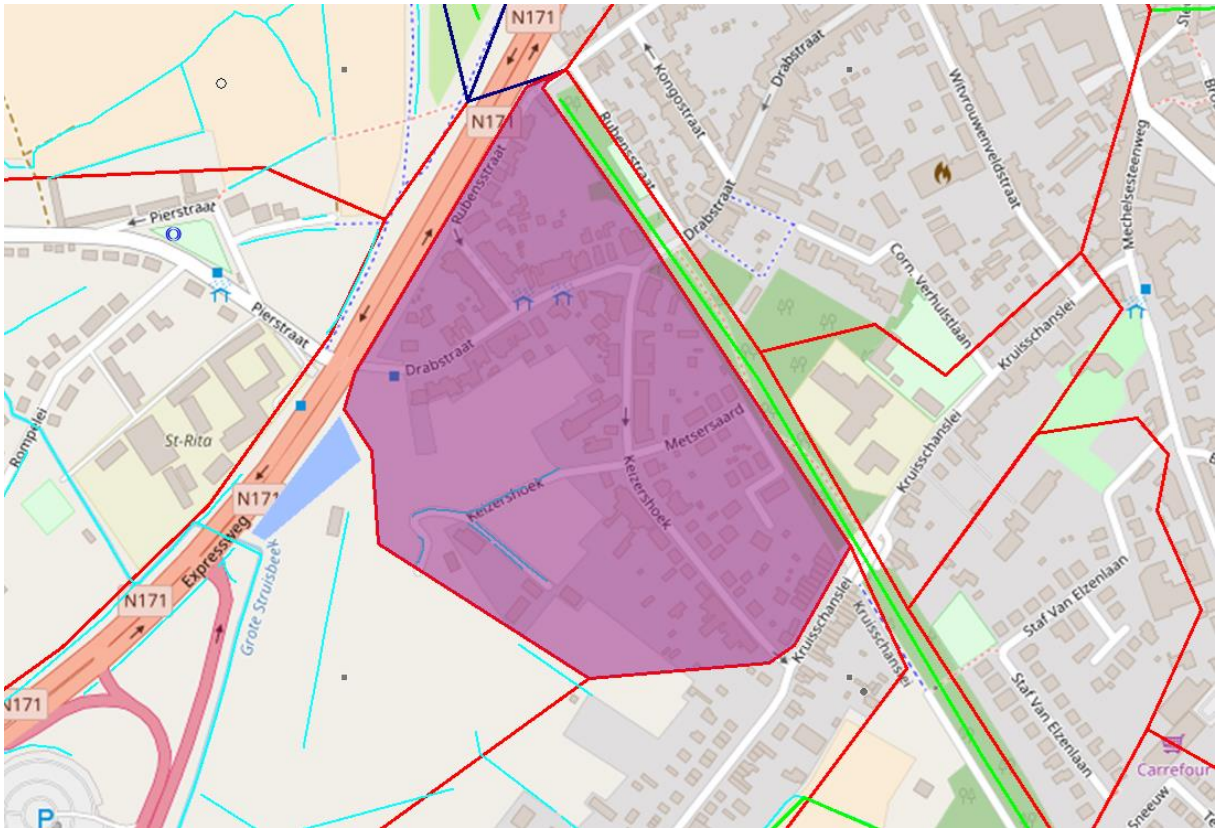 N171
Drabstraat
Kongostraat
Witvrouwenveldstraat
Mechelsesteenweg
N171
Rubensstraat
Rubensstraat
Pierstraat
Drabstraat
Corn. Verhulstlaan
Kruisschanslei
Pierstraat
Drabstraat
Rompelei
St-Rita
Metsersaard
Kruisschanslei
Keizershoek
Keizershoek
N171
Expressweg
Grote Struisbeek
N171
Kruisschanslei
Kruisschanslei
Staf Van Elzenlaan
Staf Van Elzenlaan
N171
Carrefour
P
Sneeuw